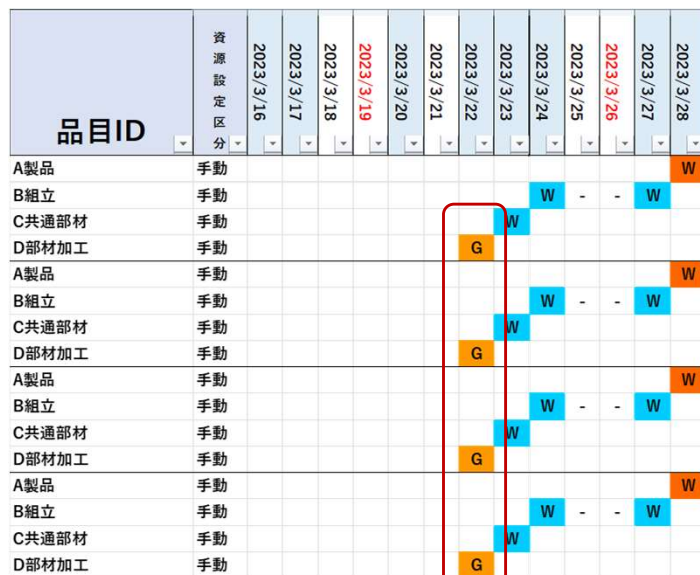 品目ID 資源設定区分 2023/3/16 2023/3/17 2023/3/18 2023/3/19 2023/3/20 2023/3/21 2023/3/22 2023/3/23 2023/3/24 2023/3/25 2023/3/26 2023/3/27 2023/3/28
A製品 手動 W
B組立 手動 W - - W
C共通部材 手動 W
D部材加工 手動 G
A製品 手動 W
B組立 手動 W - - W
C共通部材 手動 W
D部材加工 手動 G
A製品 手動 W
B組立 手動 W - - W
C共通部材 手動 W
D部材加工 手動 G
A製品 手動 W
B組立 手動 W - - W
C共通部材 手動 W
D部材加工 手動 G